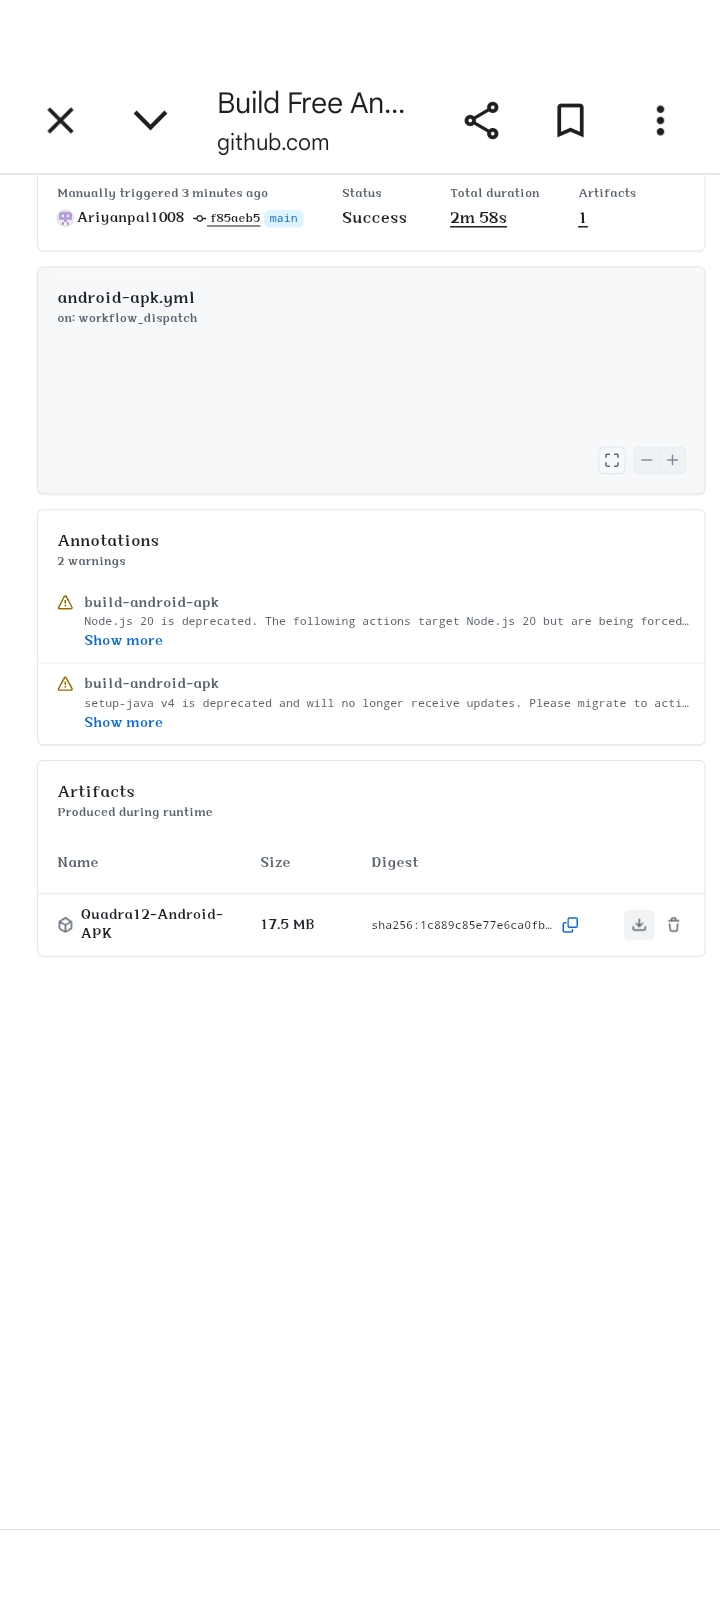 Build Free An...
github.com
Manually triggered 3 minutes ago
Status
Total duration
Artifacts
Ariyanpal1008 f85aeb5 main
Success
2m 58s
1
android-apk.yml
on: workflow_dispatch
Annotations
2 warnings
build-android-apk
Node.js 20 is deprecated. The following actions target Node.js 20 but are being forced…
Show more
build-android-apk
setup-java v4 is deprecated and will no longer receive updates. Please migrate to acti…
Show more
Artifacts
Produced during runtime
Name
Size
Digest
Quadra12-Android-
APK
17.5 MB
sha256:1c889c85e77e6ca0fb…